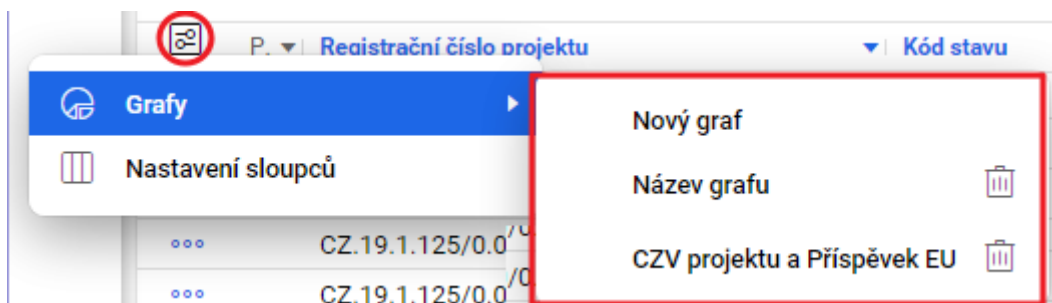 P. Registrační číslo projektu Kód stavu
Grafy
Nastavení sloupců
Nový graf
Název grafu
CZV projektu a Příspěvek EU
CZ.19.1.125/0.0
CZ.19.1.125/0.0